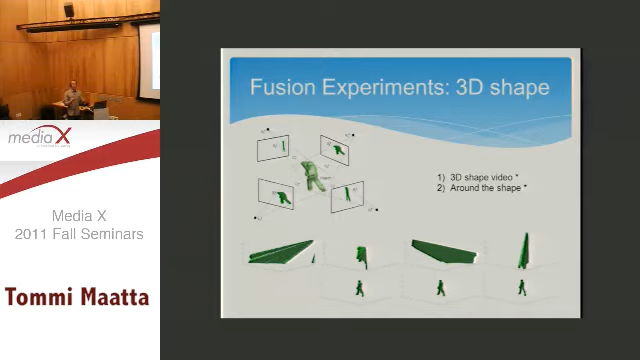 media X
Media X
2011 Fall Seminars
Tommi Maatta
Fusion Experiments: 3D shape
1) 3D shape video *
2) Around the shape *